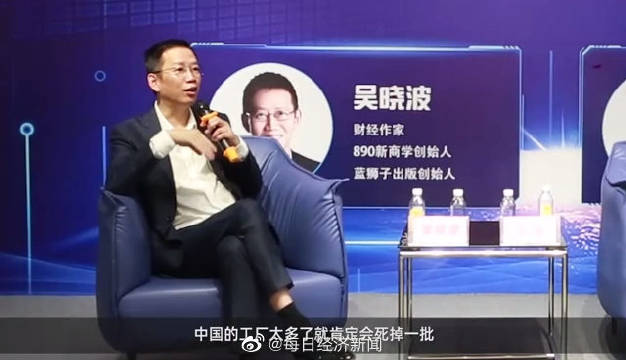 吴晓波
财经作家
890新商学创始人
蓝狮子出版创始人
中国的工厂太多了就肯定会死掉一批
@每日经济新闻